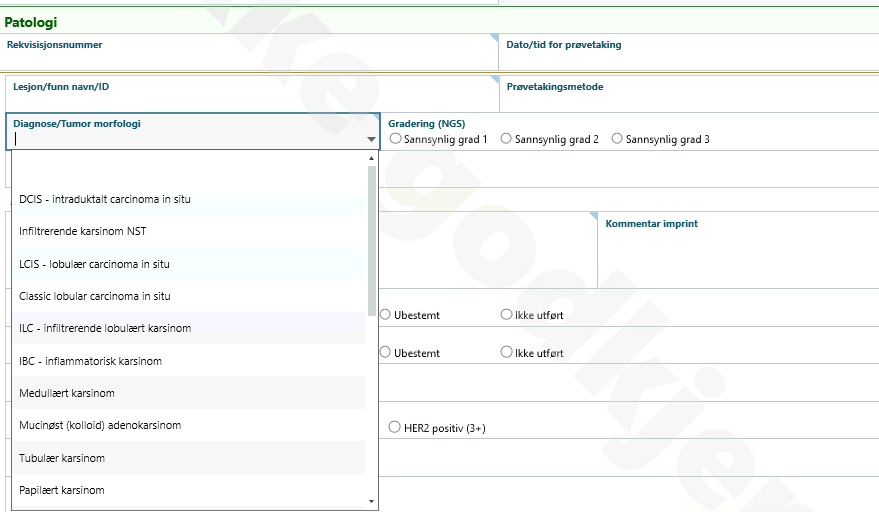 Patologi
Rekvisisjonsnummer
Dato/tid for prøvetaking
Lesjon/funn navn/ID
Prøvetakingsmetode
Diagnose/Tumor morfologi
Gradering (NGS)
Sannsynlig grad 1
Sannsynlig grad 2
Sannsynlig grad 3
DCIS - intraduktalt carcinoma in situ
Infiltrerende karsinom NST
LCIS - lobulær carcinoma in situ
Classic lobular carcinoma in situ
ILC - infiltrerende lobulært karsinom
IBC - inflammatorisk karsinom
Medullært karsinom
Mucinøst (kolloid) adenokarsinom
Tubulær karsinom
Papilært karsinom
Kommentar imprint
Ubestemt
Ikke utført
Ubestemt
Ikke utført
HER2 positiv (3+)
kke godkjen